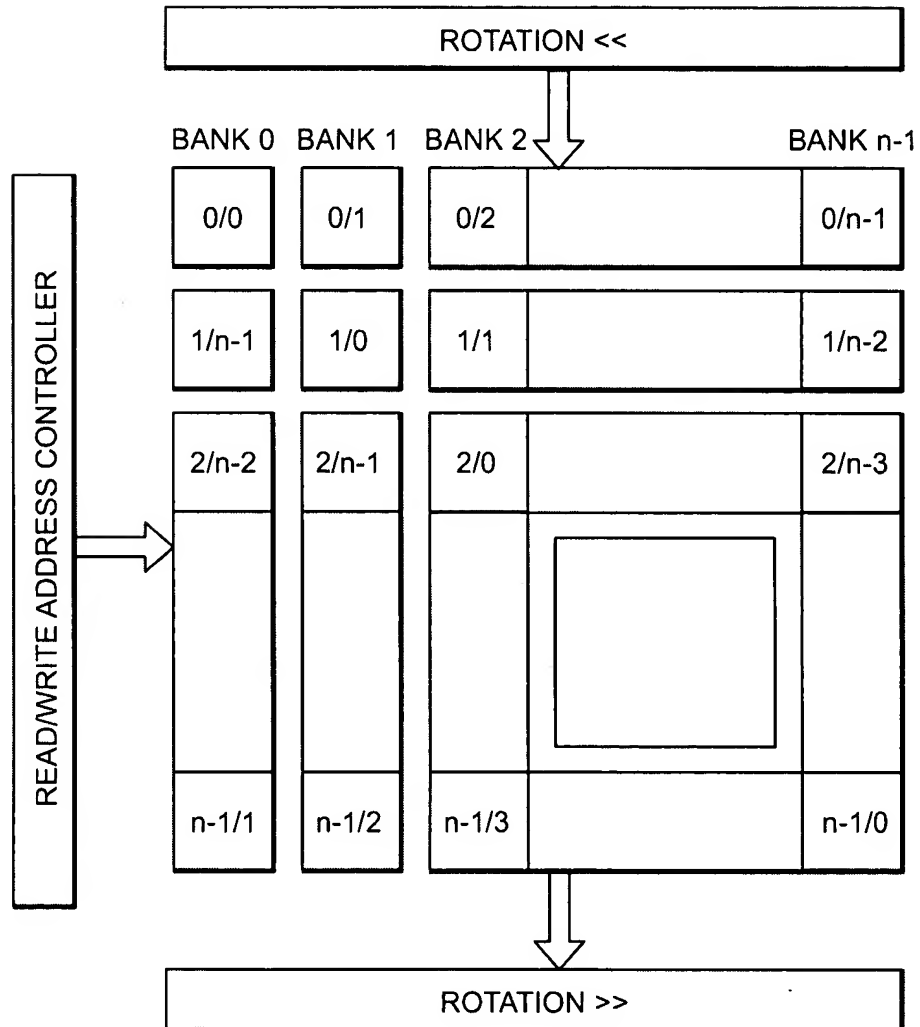 ROTATION <<
BANK 0 BANK 1 BANK 2 BANK n-1
READ/WRITE ADDRESS CONTROLLER
0/0 0/1 0/2 0/n-1
1/n-1 1/0 1/1 1/n-2
2/n-2 2/n-1 2/0 2/n-3
n-1/1 n-1/2 n-1/3 n-1/0
ROTATION >>